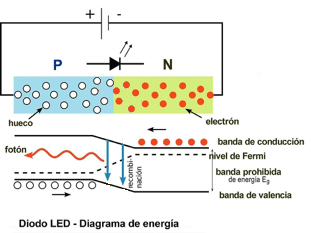 + -
P N
hueco
electrón
banda de conducción
fotón
nivel de Fermi
recombi-
nación
banda prohibida
de energía Eg
banda de valencia
Diodo LED - Diagrama de energía